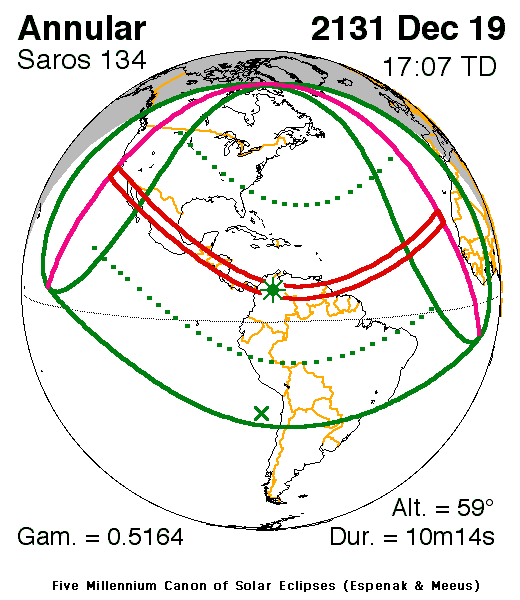 Annular 2131 Dec 19
Saros 134 17:07 TD
Alt. = 59°
Gam. = 0.5164 Dur. = 10m14s
Five Millennium Canon of Solar Eclipses (Espenak & Meeus)